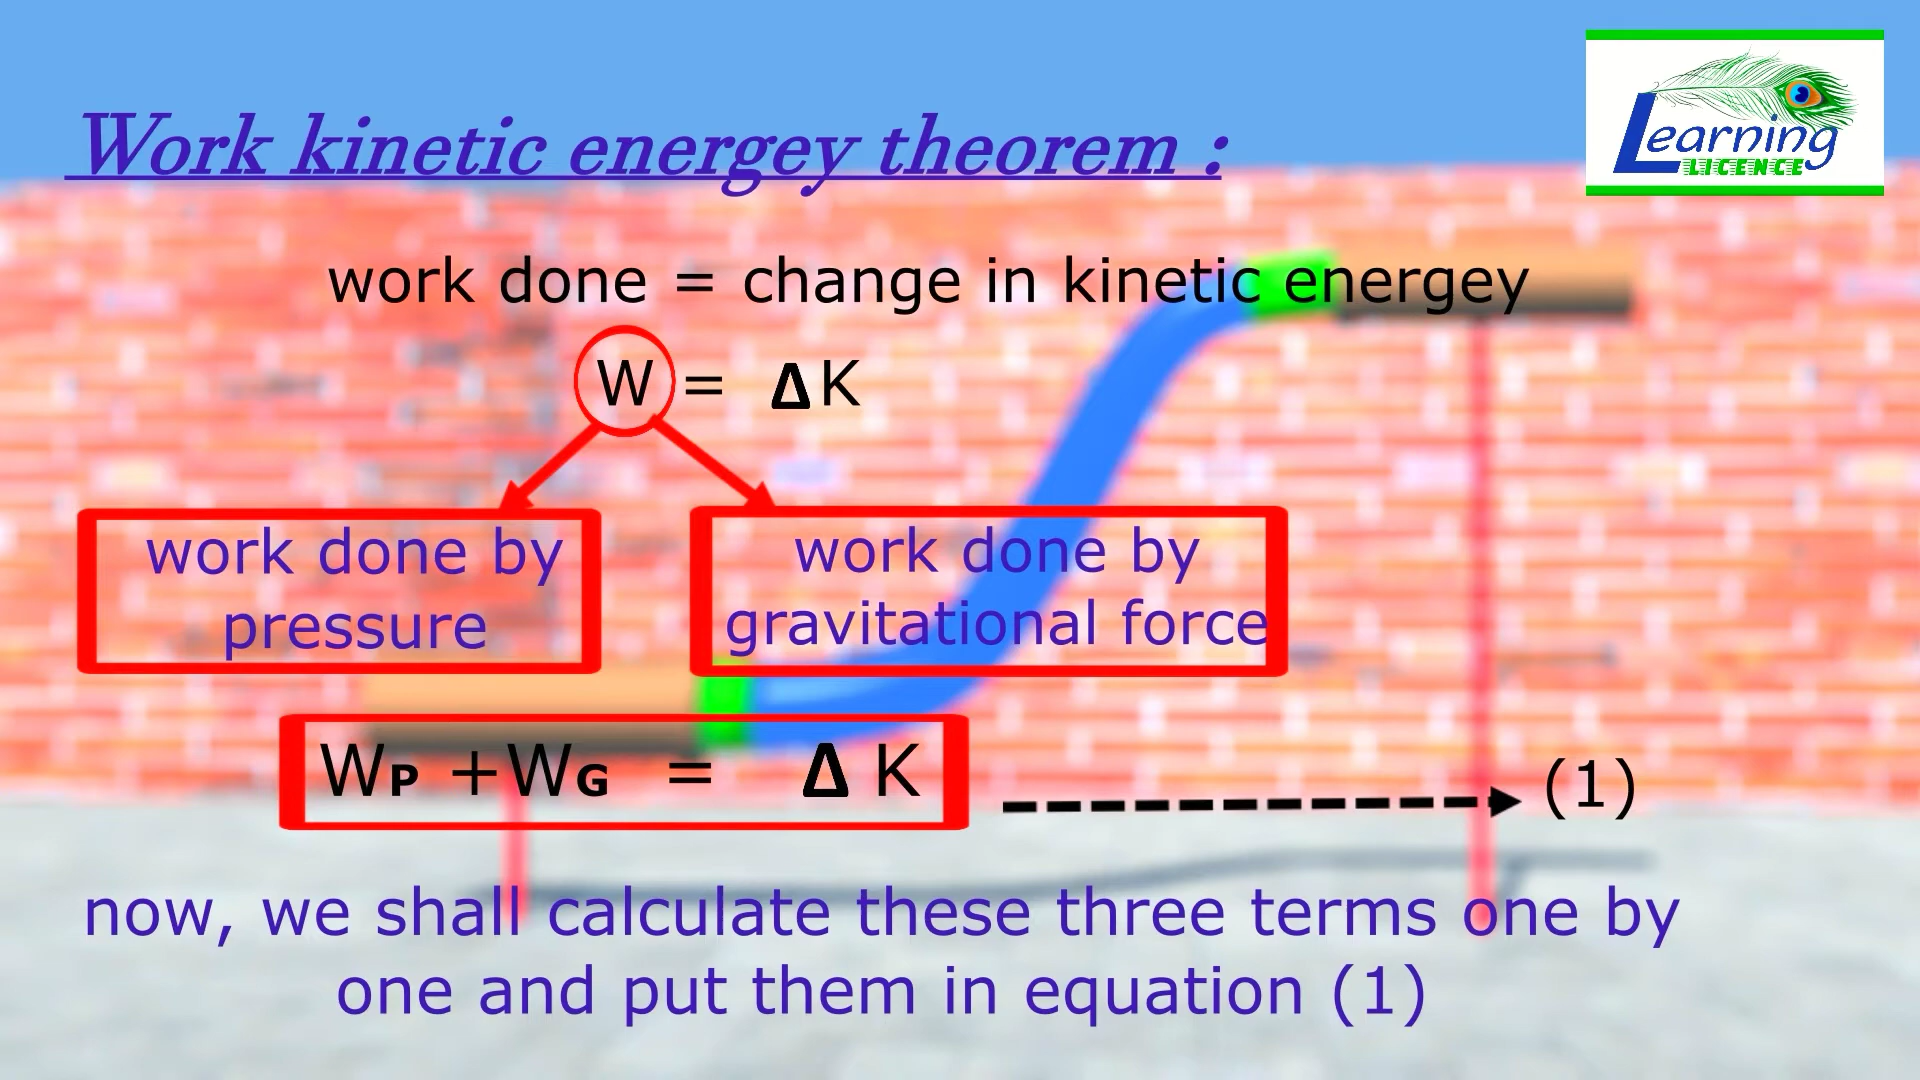 Learning
LICENCE
Work kinetic energey theorem :
work done = change in kinetic energey
W = Δ K
work done by
pressure
work done by
gravitational force
WP +WG = Δ K
(1)
now, we shall calculate these three terms one by
one and put them in equation (1)